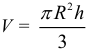 V = πR²h / 3